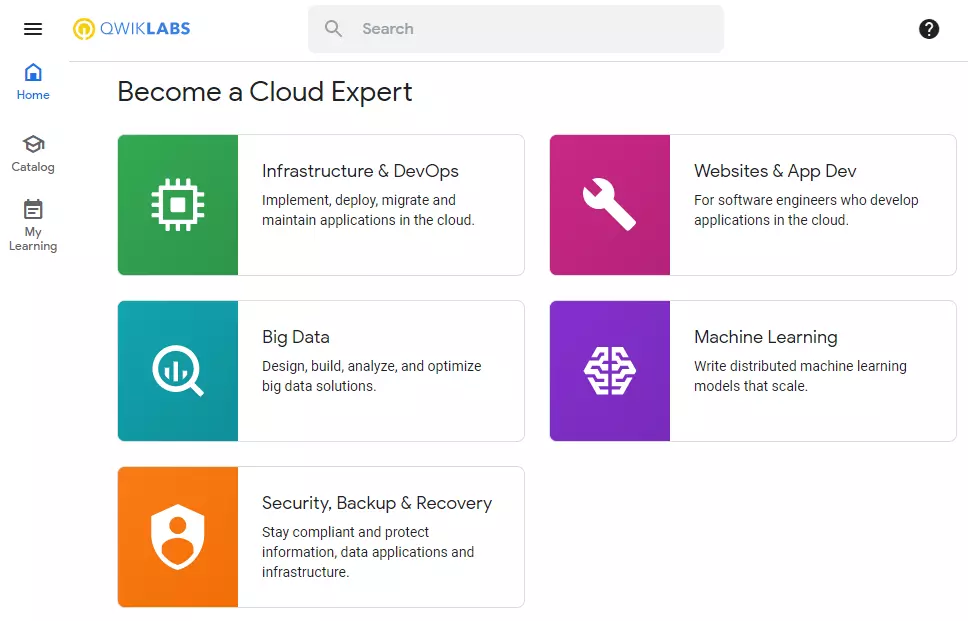 QWIKLABS
Search
?
Home
Catalog
My
Learning
Become a Cloud Expert
Infrastructure & DevOps
Implement, deploy, migrate and
maintain applications in the cloud.
Websites & App Dev
For software engineers who develop
applications in the cloud.
Big Data
Design, build, analyze, and optimize
big data solutions.
Machine Learning
Write distributed machine learning
models that scale.
Security, Backup & Recovery
Stay compliant and protect
information, data applications and
infrastructure.